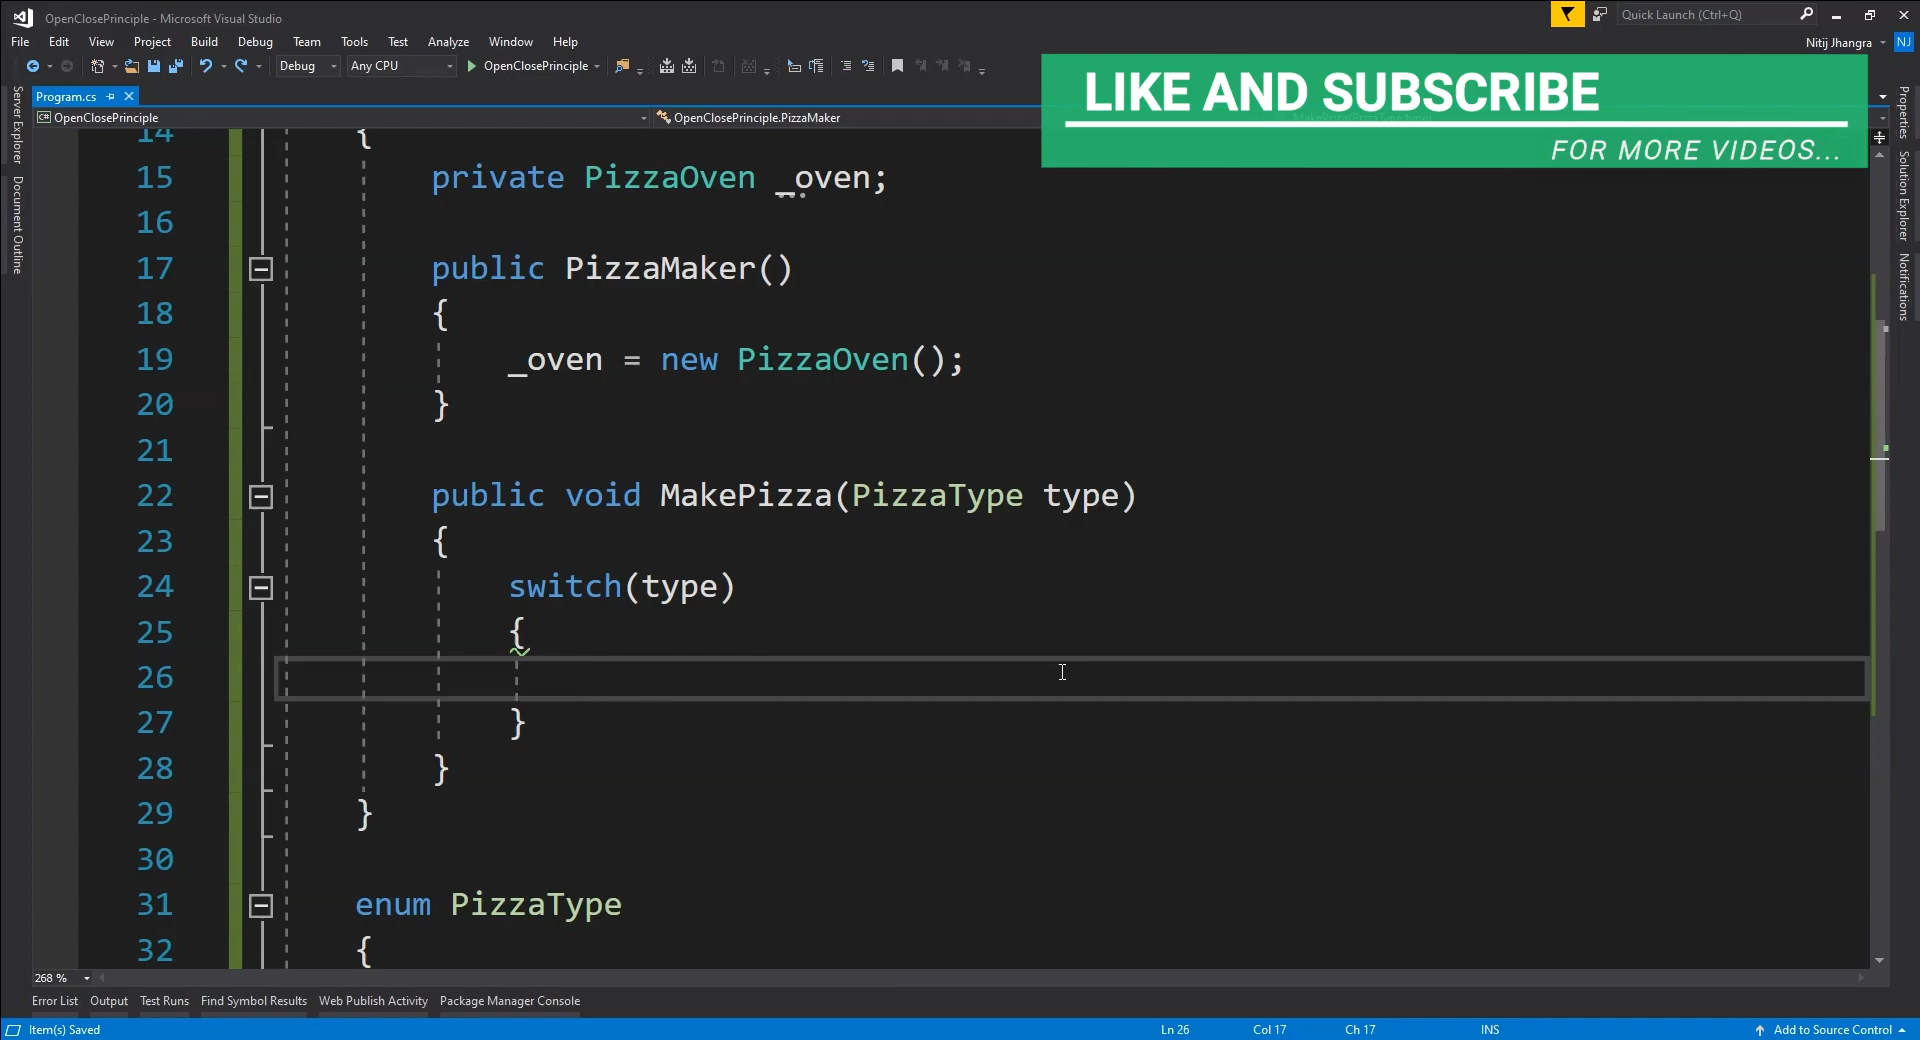 OpenClosePrinciple - Microsoft Visual Studio
Quick Launch (Ctrl+Q)
File Edit View Project Build Debug Team Tools Test Analyze Window Help
Nitij Jhangra NJ
Debug Any CPU OpenClosePrinciple
LIKE AND SUBSCRIBE
FOR MORE VIDEOS...
Program.cs
C# OpenClosePrinciple
OpenClosePrinciple.PizzaMaker
Server Explorer
Document Outline
Properties
Solution Explorer
Notifications
14 {
15 private PizzaOven _oven;
16
17 public PizzaMaker()
18 {
19 _oven = new PizzaOven();
20 }
21
22 public void MakePizza(PizzaType type)
23 {
24 switch(type)
25 {
26
27 }
28 }
29 }
30
31 enum PizzaType
32 {
268 %
Error List Output Test Runs Find Symbol Results Web Publish Activity Package Manager Console
Item(s) Saved
Ln 26 Col 17 Ch 17 INS
Add to Source Control